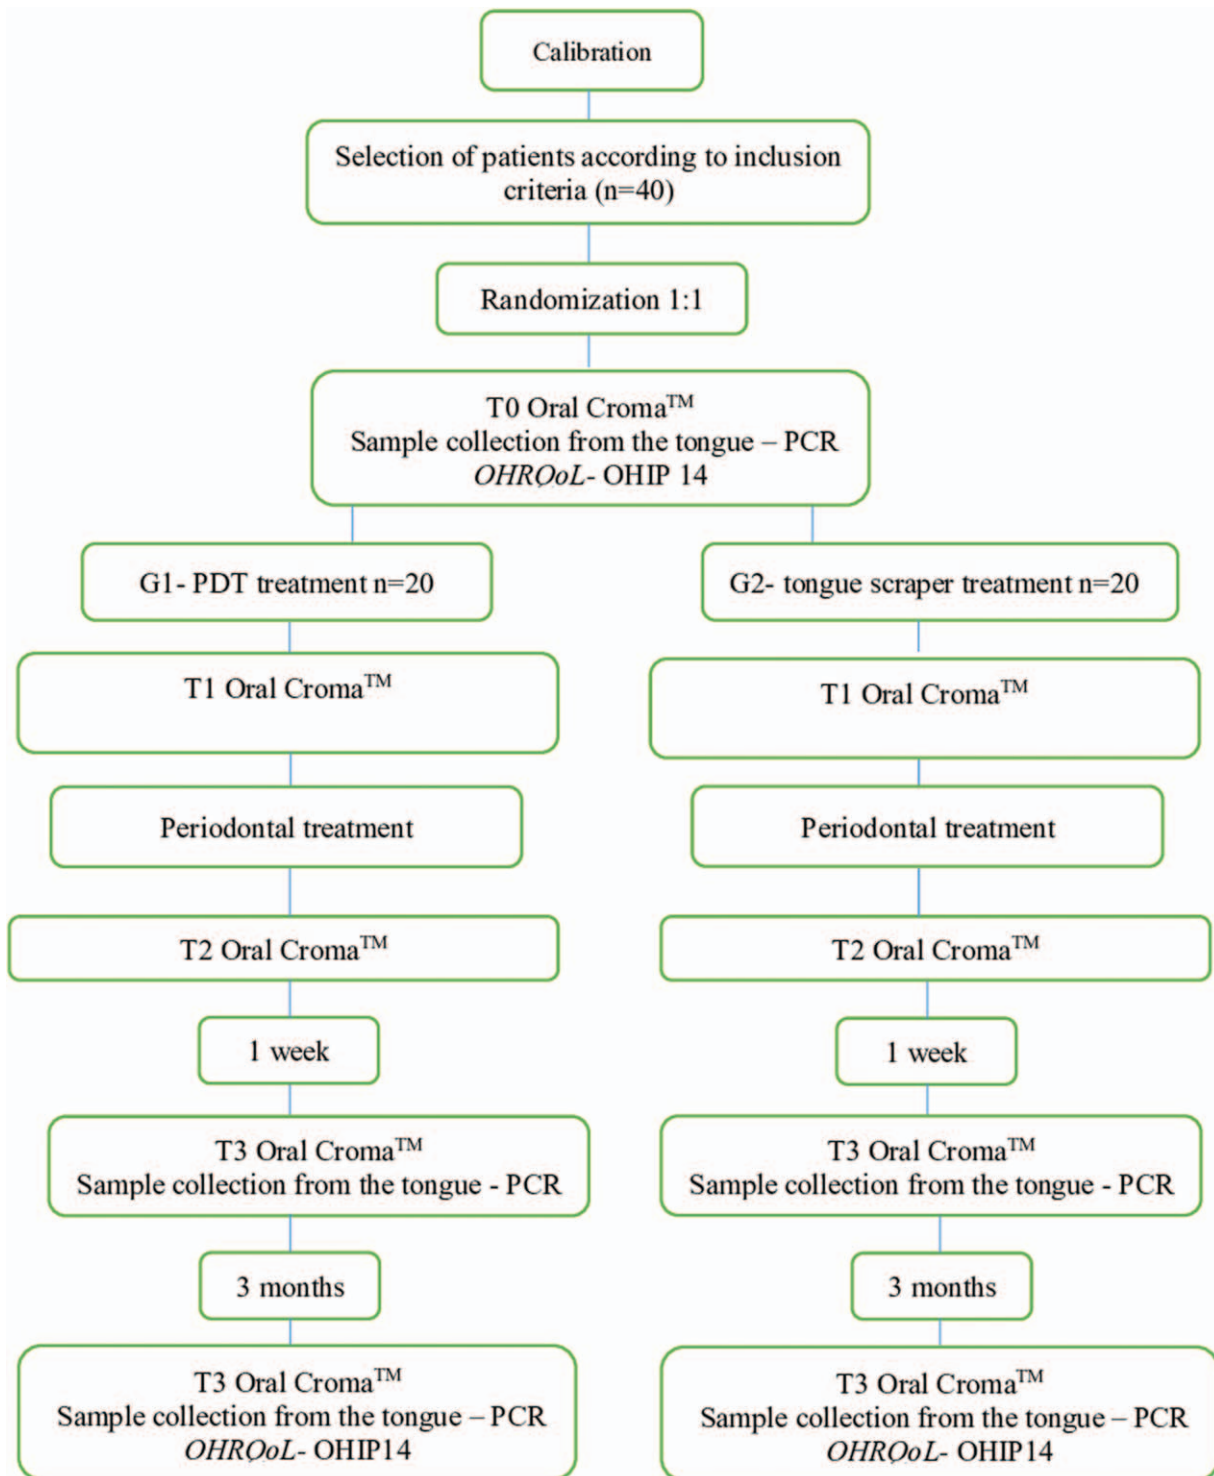 Calibration
Selection of patients according to inclusion
criteria (n=40)
Randomization 1:1
T0 Oral Croma™
Sample collection from the tongue – PCR
OHRQoL- OHIP 14
G1- PDT treatment n=20
G2- tongue scraper treatment n=20
T1 Oral Croma™
T1 Oral Croma™
Periodontal treatment
Periodontal treatment
T2 Oral Croma™
T2 Oral Croma™
1 week
1 week
T3 Oral Croma™
Sample collection from the tongue - PCR
T3 Oral Croma™
Sample collection from the tongue - PCR
3 months
3 months
T3 Oral Croma™
Sample collection from the tongue – PCR
OHRQoL- OHIP14
T3 Oral Croma™
Sample collection from the tongue – PCR
OHRQoL- OHIP14